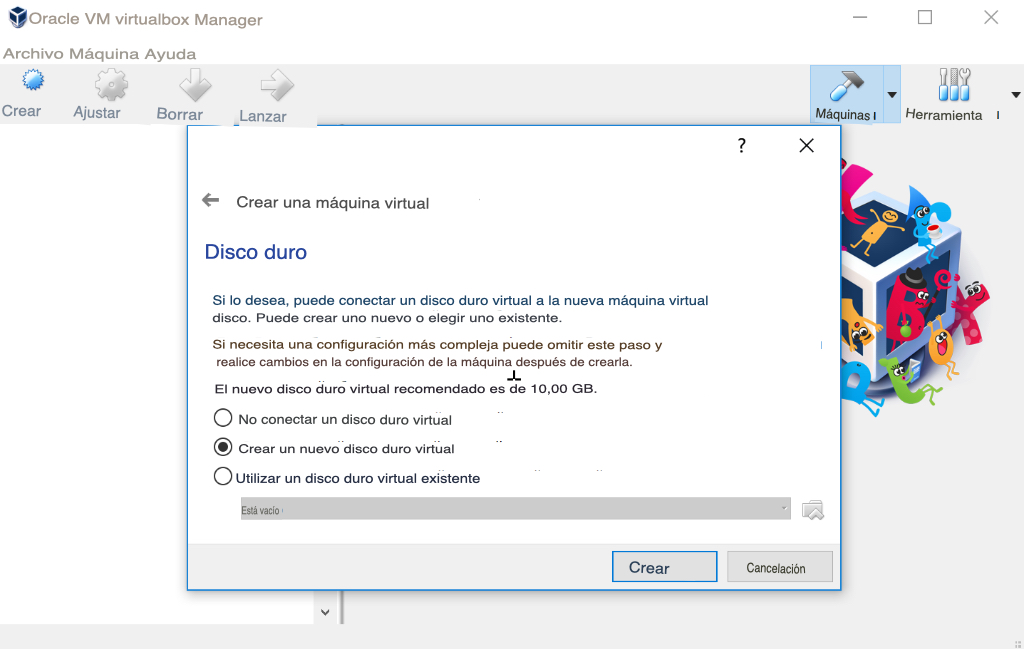 Oracle VM virtualbox Manager
Archivo Máquina Ayuda
Crear
Ajustar
Borrar
Lanzar
Máquinas
Herramienta
?
Crear una máquina virtual
Disco duro
Si lo desea, puede conectar un disco duro virtual a la nueva máquina virtual
disco. Puede crear uno nuevo o elegir uno existente.
Si necesita una configuración más compleja puede omitir este paso y
realice cambios en la configuración de la máquina después de crearla.
El nuevo disco duro virtual recomendado es de 10,00 GB.
No conectar un disco duro virtual
Crear un nuevo disco duro virtual
Utilizar un disco duro virtual existente
Está vacío
Crear
Cancelación